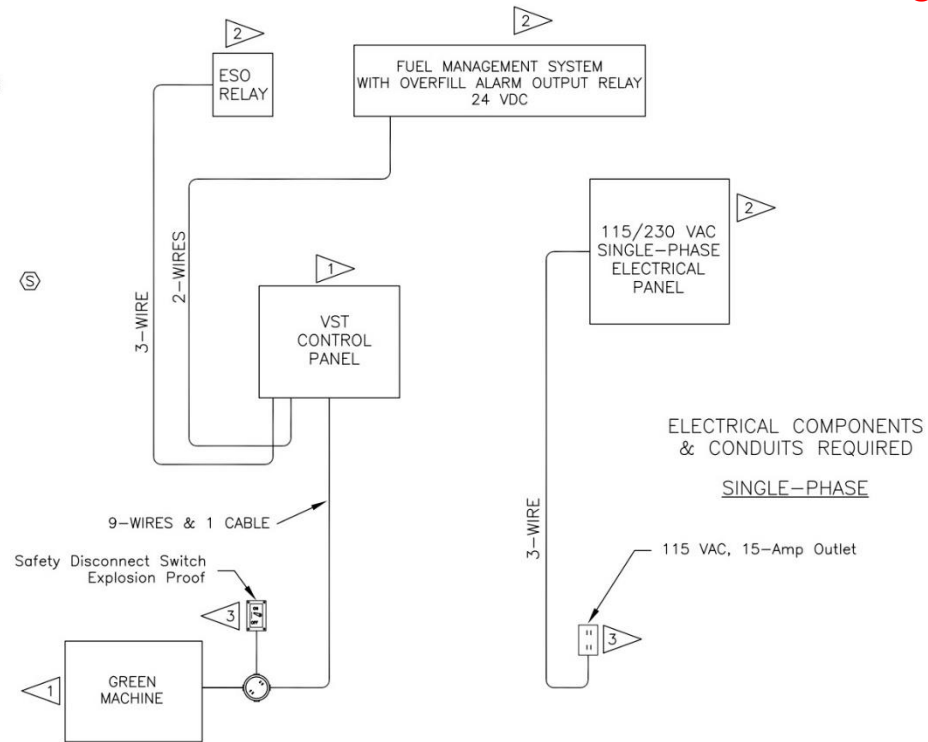 2
2
ESO
RELAY
FUEL MANAGEMENT SYSTEM
WITH OVERFILL ALARM OUTPUT RELAY
24 VDC
2
115/230 VAC
SINGLE-PHASE
ELECTRICAL
PANEL
S
1
3-WIRE
2-WIRES
VST
CONTROL
PANEL
ELECTRICAL COMPONENTS
& CONDUITS REQUIRED
SINGLE-PHASE
9-WIRES & 1 CABLE
3-WIRE
115 VAC, 15-Amp Outlet
Safety Disconnect Switch
Explosion Proof
3
OFF
3
1
GREEN
MACHINE